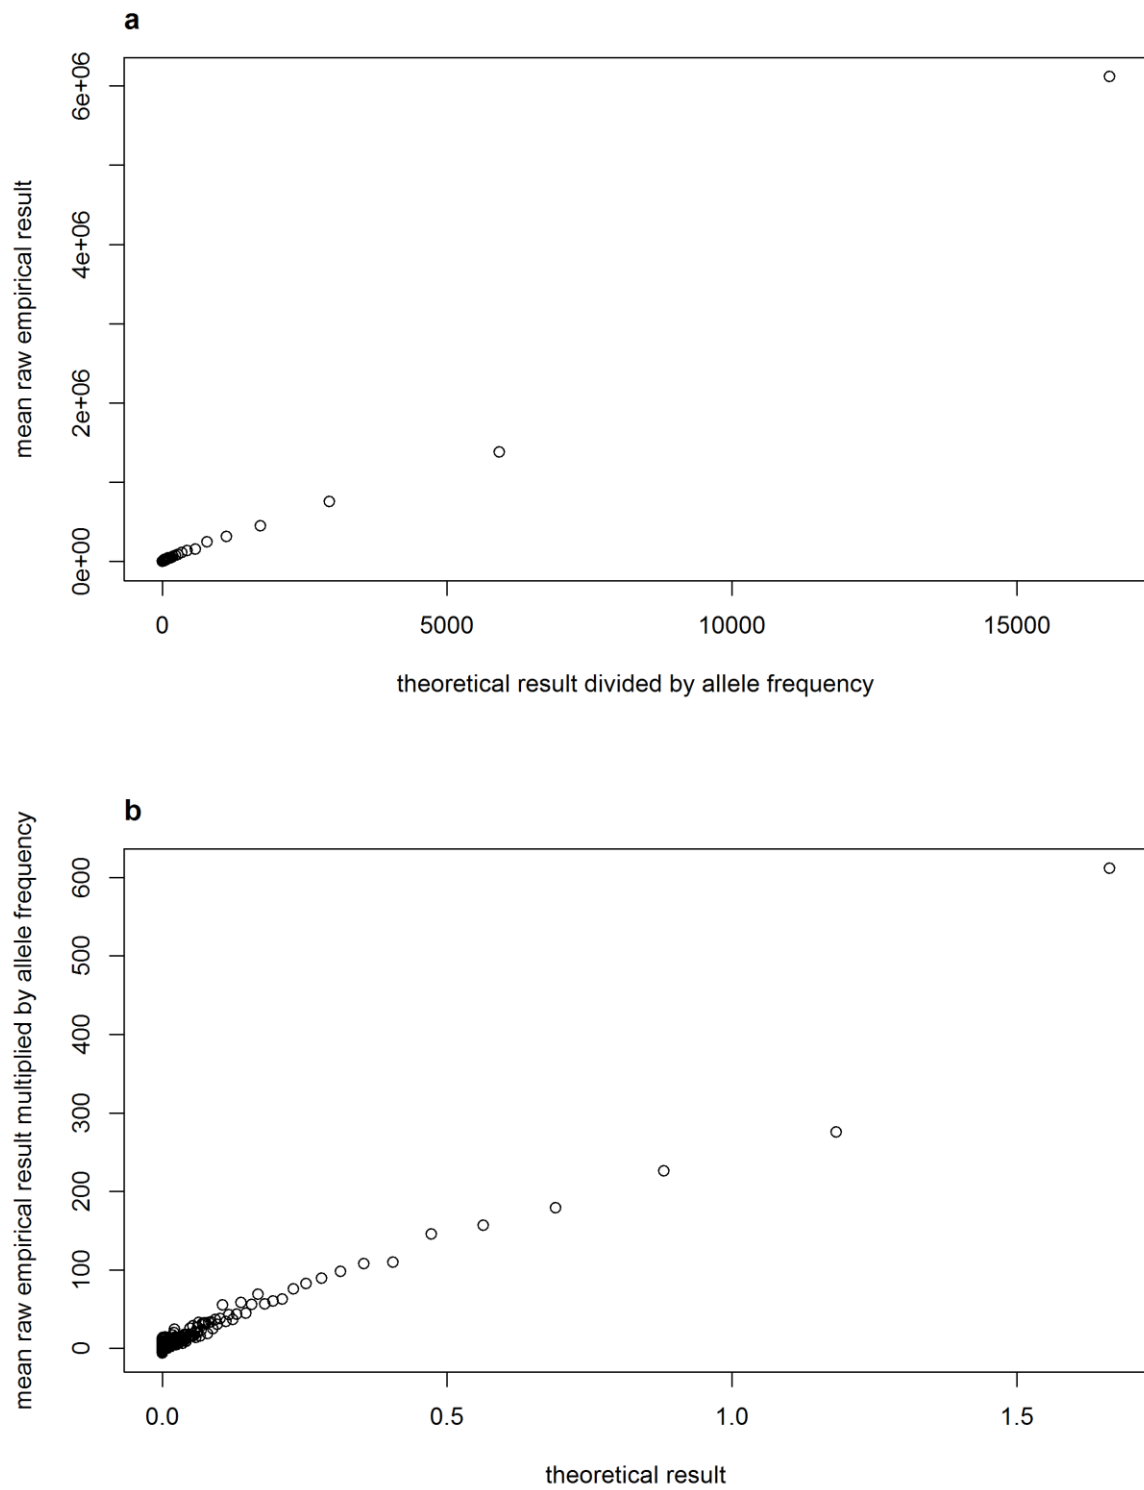 a
6e+06
4e+06
2e+06
0e+00
mean raw empirical result
0 5000 10000 15000
theoretical result divided by allele frequency
b
600
500
400
300
200
100
0
mean raw empirical result multiplied by allele frequency
0.0 0.5 1.0 1.5
theoretical result